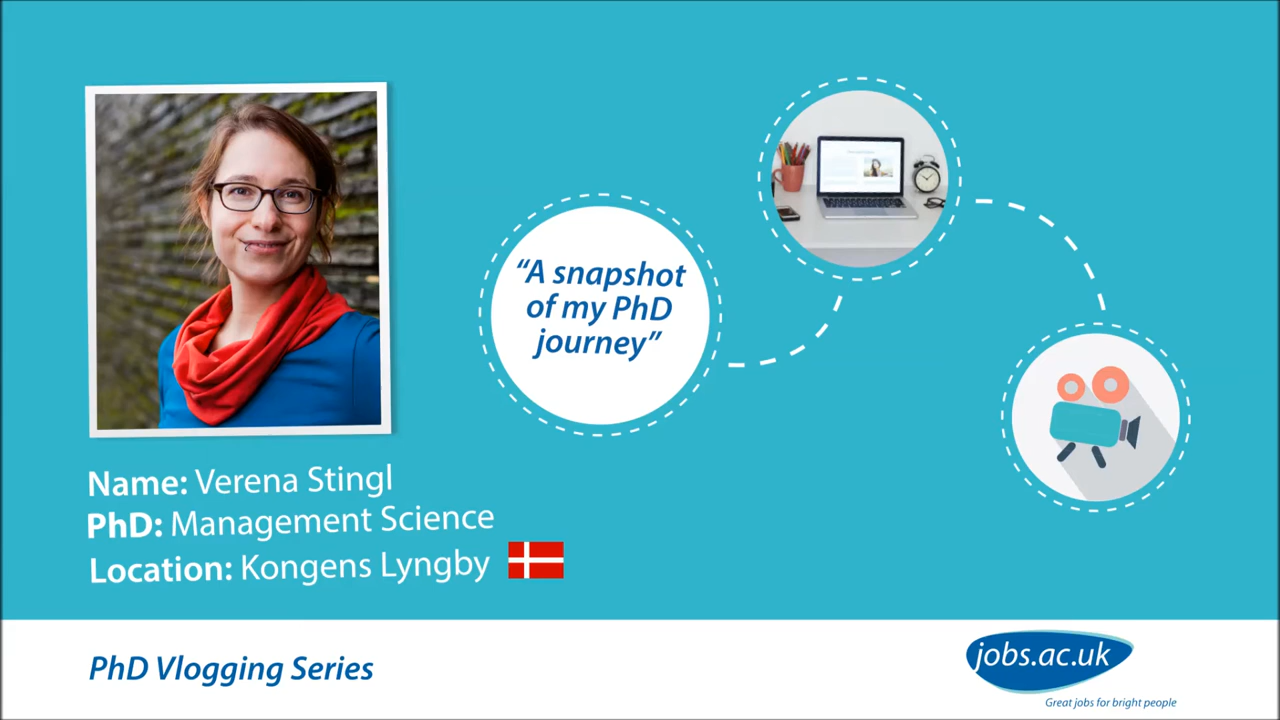 “A snapshot
of my PhD
journey”
Name: Verena Stingl
PhD: Management Science
Location: Kongens Lyngby
PhD Vlogging Series
jobs.ac.uk
Great jobs for bright people